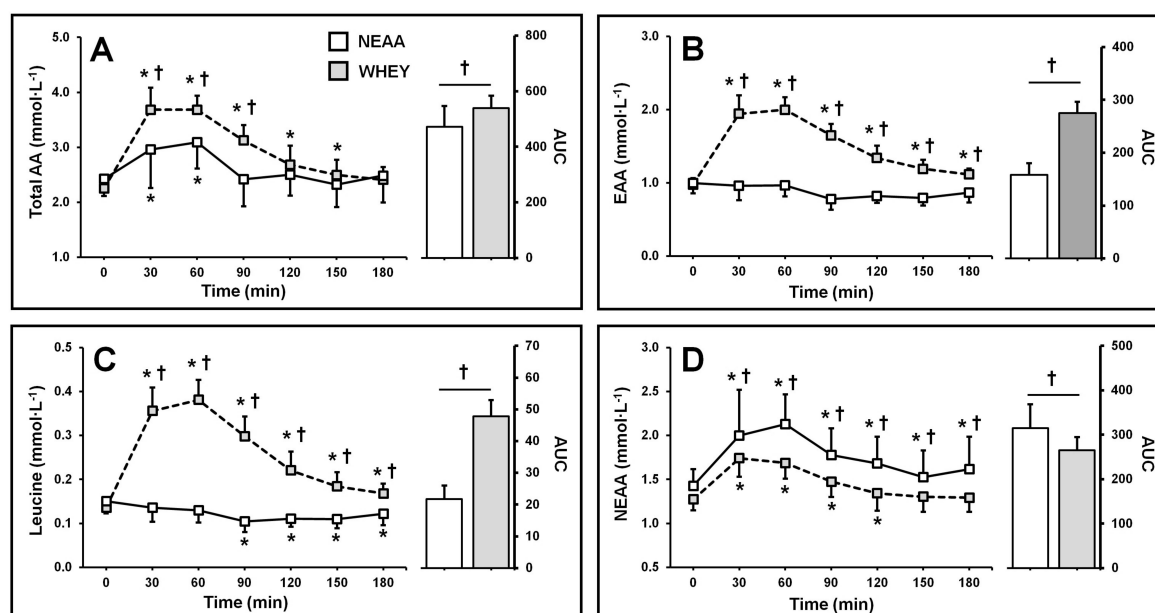 A
NEAA
WHEY
Total AA (mmol·L-1)
5.0
4.0
3.0
2.0
1.0
* † * † * † * *
* *
0 30 60 90 120 150 180
Time (min)
†
800
600
400
200
0
AUC
B
EAA (mmol·L-1)
3.0
2.0
1.0
0.0
* † * † * † * † * † * †
0 30 60 90 120 150 180
Time (min)
†
400
300
200
100
0
AUC
C
Leucine (mmol·L-1)
0.5
0.4
0.3
0.2
0.1
0.0
* † * † * † * † * † * †
* * * *
0 30 60 90 120 150 180
Time (min)
†
70
60
50
40
30
20
10
0
AUC
D
NEAA (mmol·L-1)
3.0
2.5
2.0
1.5
1.0
0.5
* † * † * † * † * † * †
* * * *
0 30 60 90 120 150 180
Time (min)
†
500
400
300
200
100
0
AUC